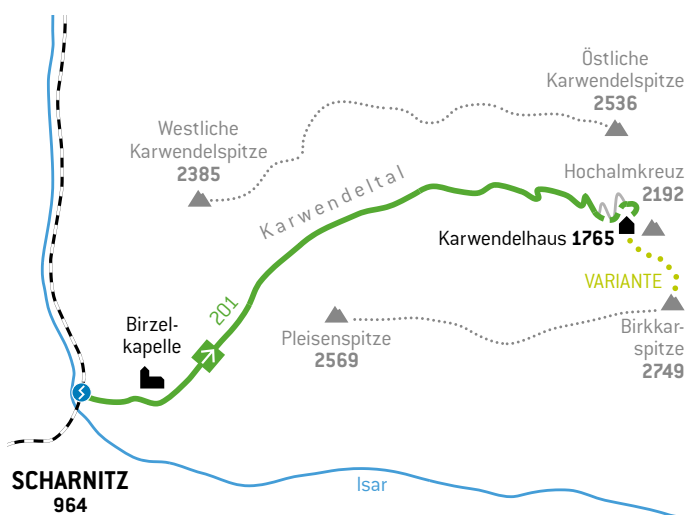 Östliche
Karwendelspitze
2536
Westliche
Karwendelspitze
2385
Hochalmkreuz
2192
Karwendeltal
Karwendelhaus 1765
VARIANTE
201
Birzel-
kapelle
Pleisenspitze
2569
Birkkar-
spitze
2749
SCHARNITZ
964
Isar